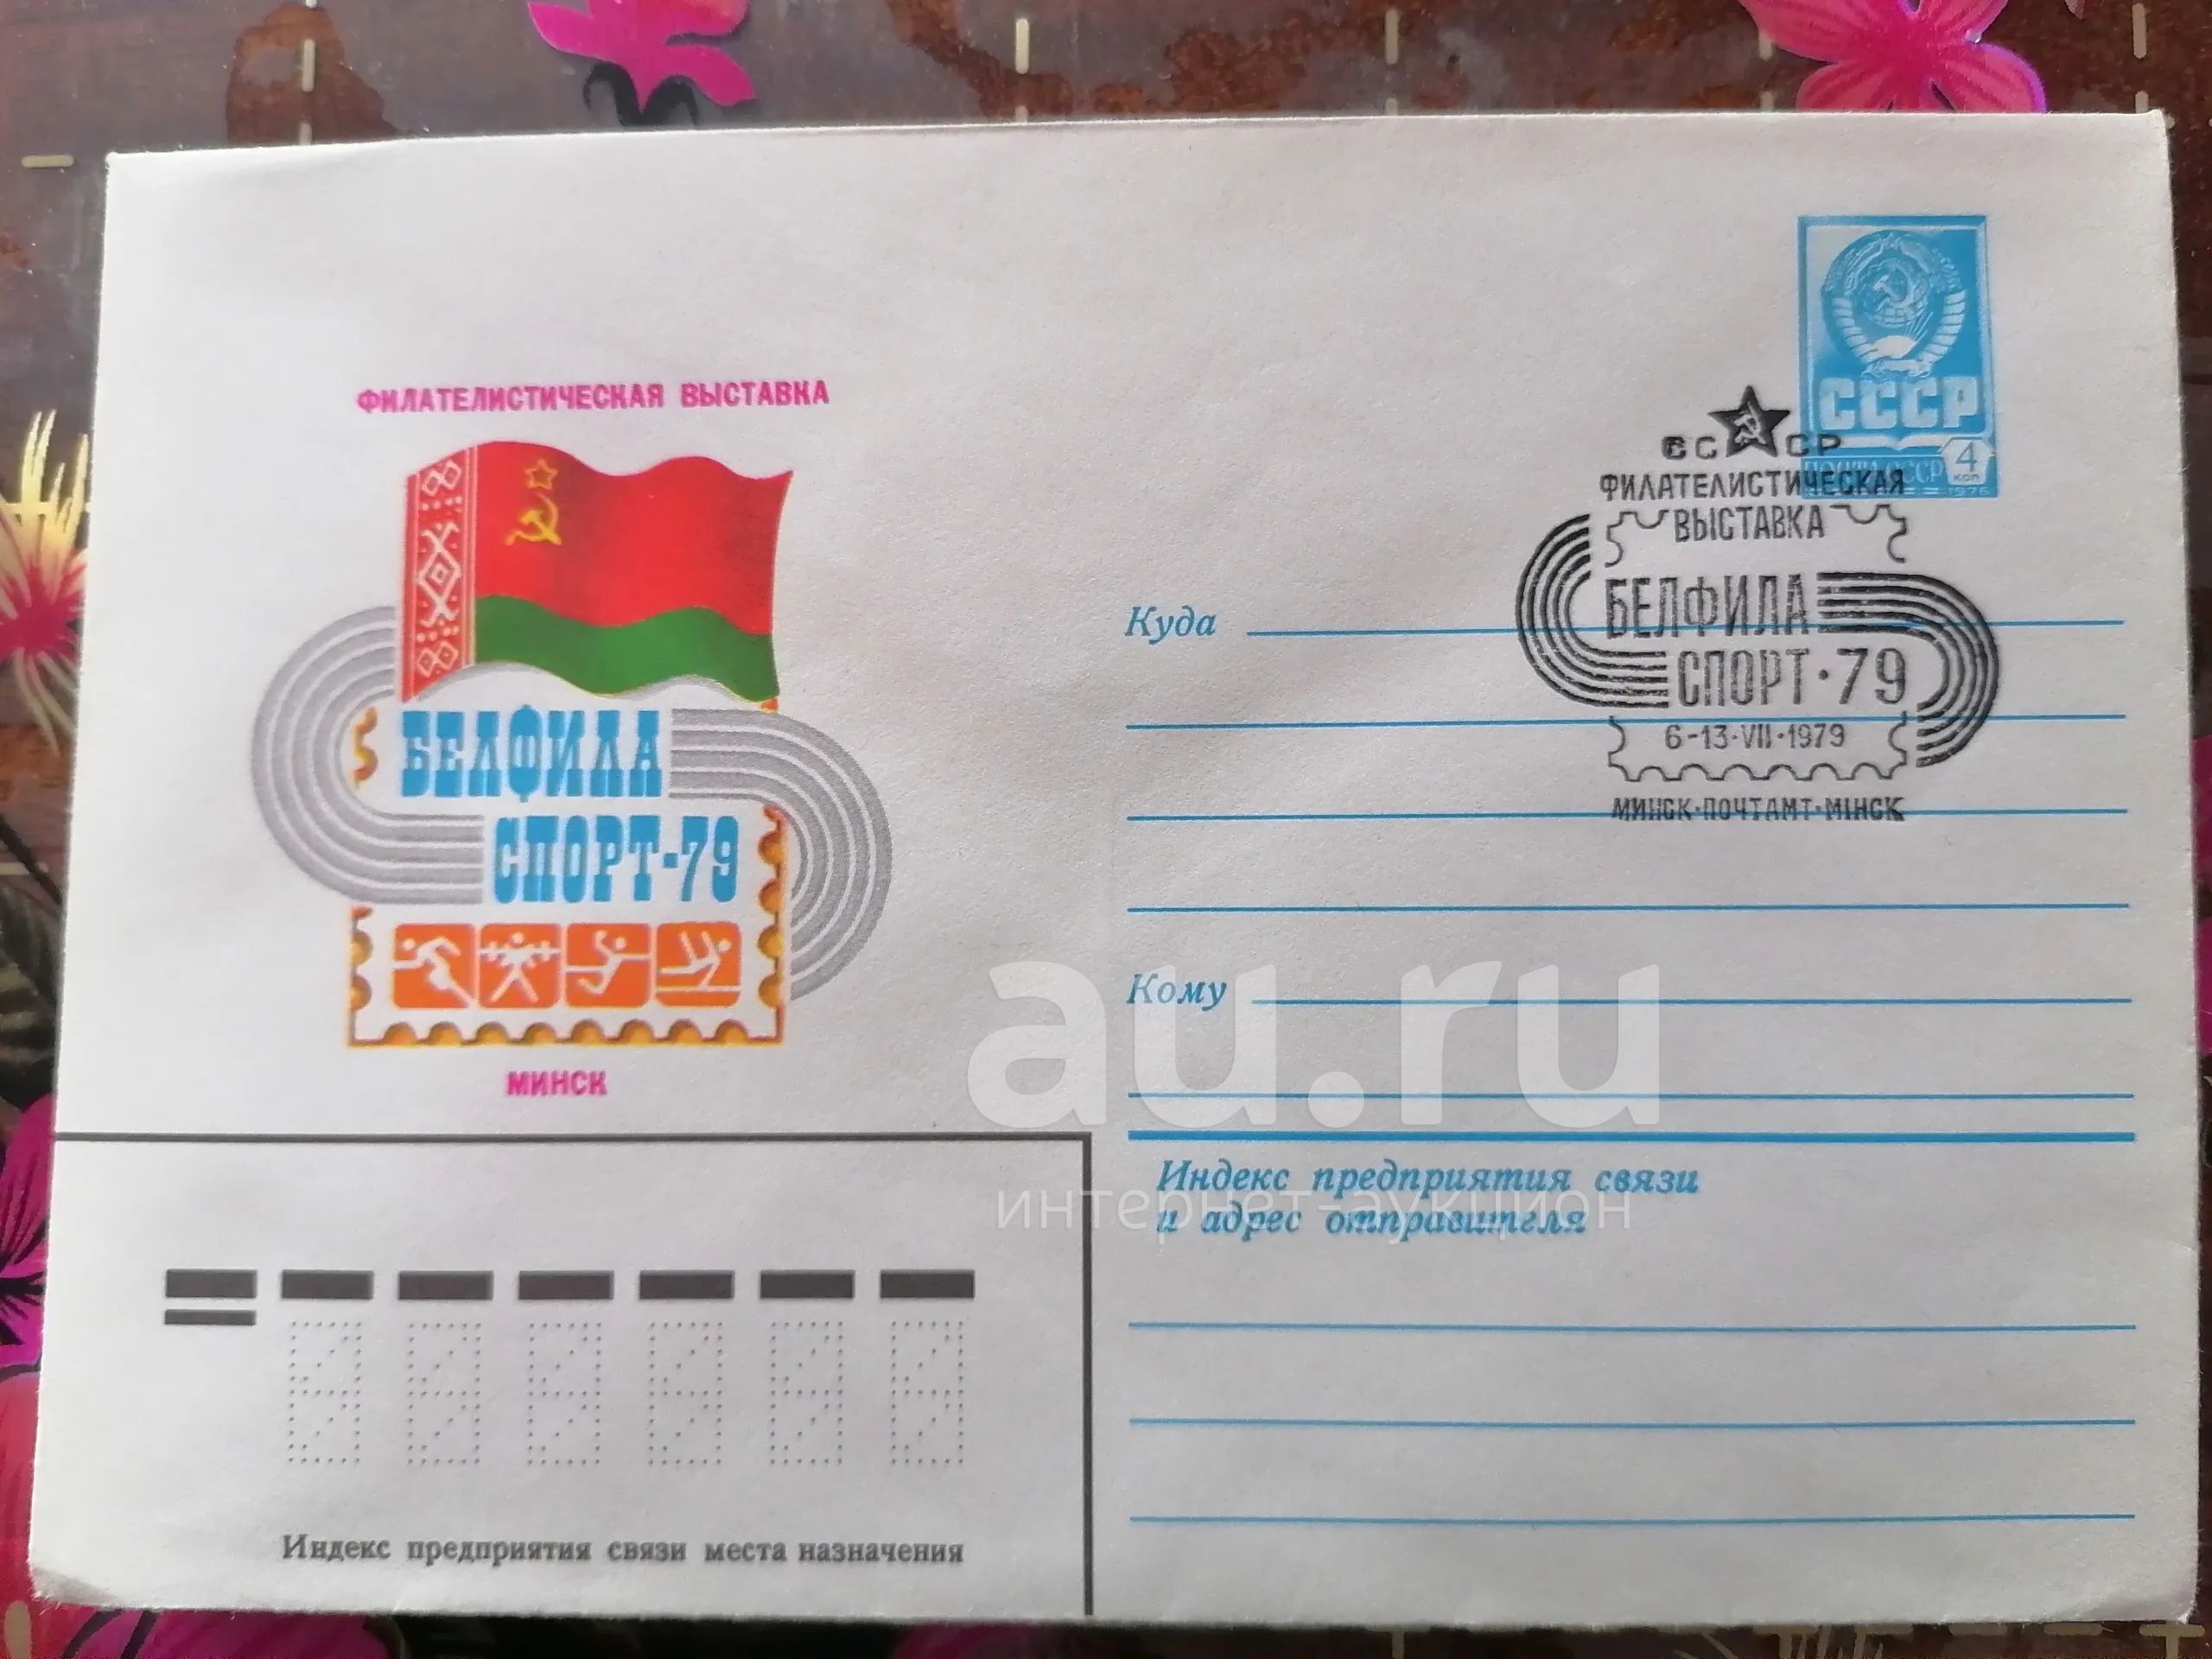 ФИЛАТЕЛИСТИЧЕСКАЯ ВЫСТАВКА
БЕЛФИЛА
СПОРТ-79
МИНСК
СССР
ПОЧТА СССР
4
коп
1976
СССР
ФИЛАТЕЛИСТИЧЕСКАЯ
ВЫСТАВКА
БЕЛФИЛА
СПОРТ·79
6-13·VII·1979
МИНСК·ПОЧТАМТ·МІНСК
Куда
Кому
au.ru
интернет-аукцион
Индекс предприятия связи
и адрес отправителя
Индекс предприятия связи места назначения